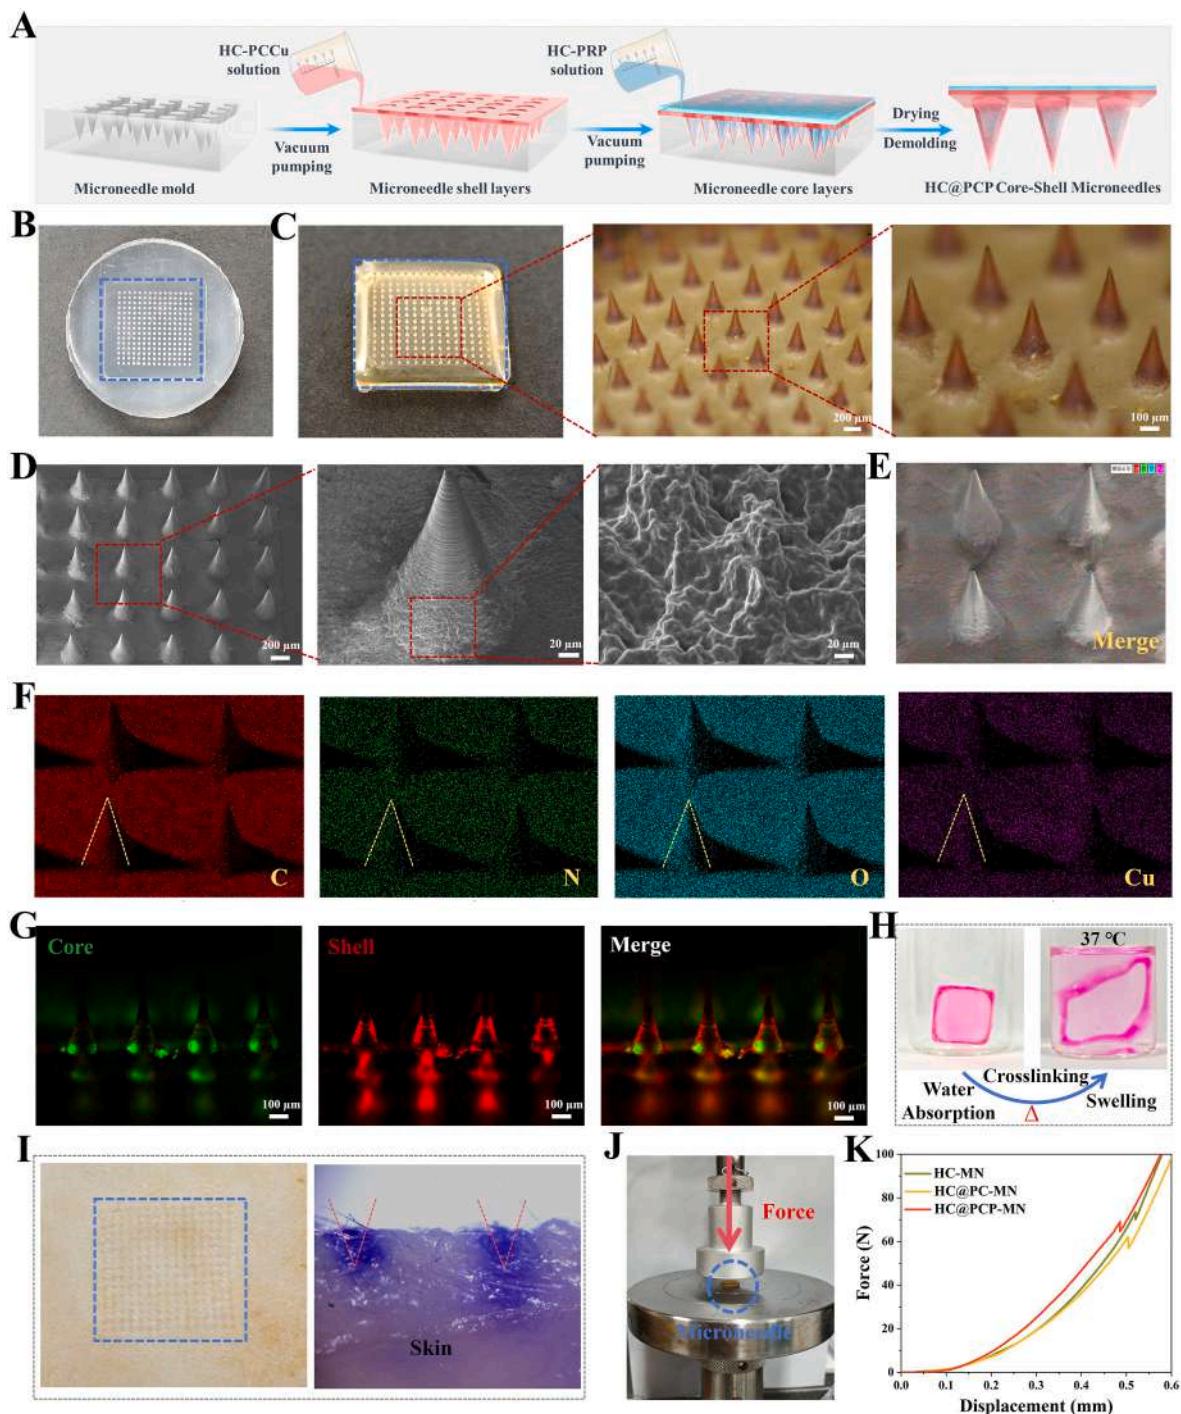 A
HC-PCCu
solution
HC-PRP
solution
Vacuum
pumping
Vacuum
pumping
Drying
Demolding
Microneedle mold
Microneedle shell layers
Microneedle core layers
HC@PCP Core-Shell Microneedles
B
C
200 μm
100 μm
D
200 μm
20 μm
20 μm
E
Merge
F
C
N
O
Cu
G
Core
100 μm
Shell
100 μm
Merge
100 μm
H
37 °C
Crosslinking
Water
Absorption
Δ
Swelling
I
Skin
J
Force
Microneedle
K
HC-MN
HC@PC-MN
HC@PCP-MN
Force (N)
100
80
60
40
20
0
0.0 0.1 0.2 0.3 0.4 0.5 0.6
Displacement (mm)